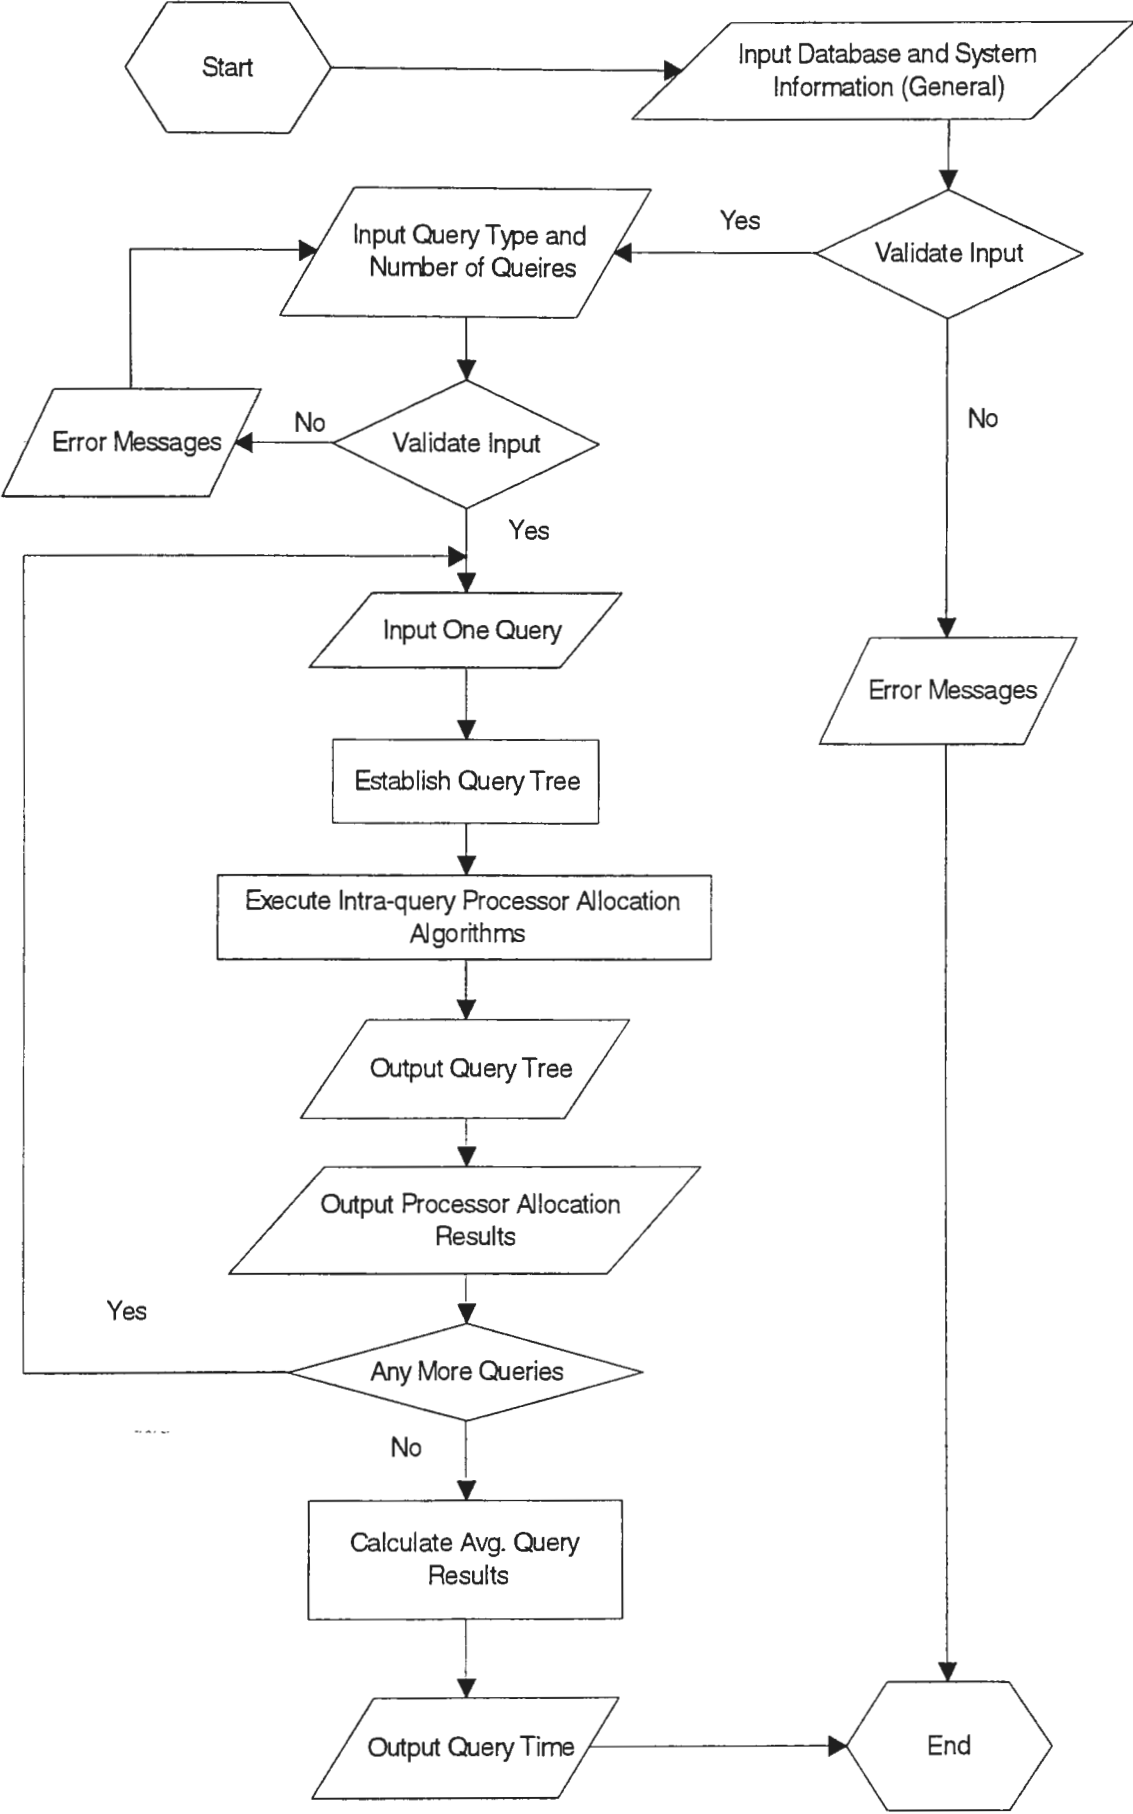 Start
Input Database and System
Information (General)
Input Query Type and
Number of Queires
Yes
Validate Input
Error Messages
No
Validate Input
No
Yes
Input One Query
Error Messages
Establish Query Tree
Execute Intra-query Processor Allocation
Algorithms
Output Query Tree
Output Processor Allocation
Results
Yes
Any More Queries
No
Calculate Avg. Query
Results
Output Query Time
End